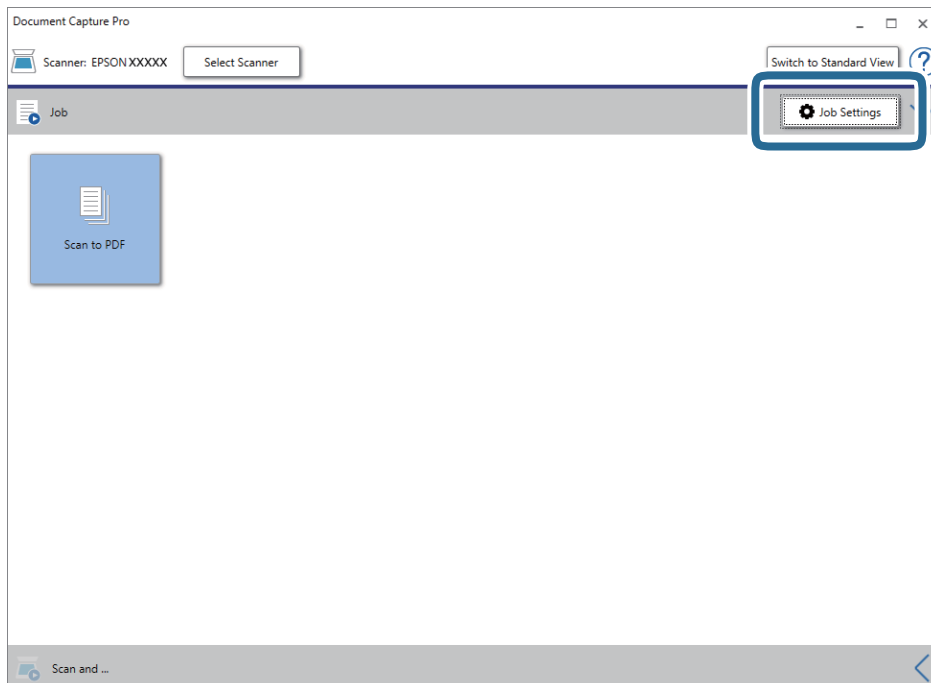 Document Capture Pro
Scanner: EPSON XXXXX
Select Scanner
Switch to Standard View
?
Job
Job Settings
Scan to PDF
Scan and ...